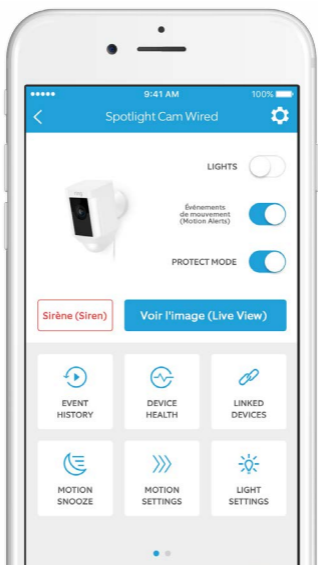 9:41 AM
100%
Spotlight Cam Wired
LIGHTS
Évènements
de mouvement
(Motion Alerts)
PROTECT MODE
Sirène (Siren)
Voir l'image (Live View)
EVENT
HISTORY
DEVICE
HEALTH
LINKED
DEVICES
MOTION
SNOOZE
MOTION
SETTINGS
LIGHT
SETTINGS